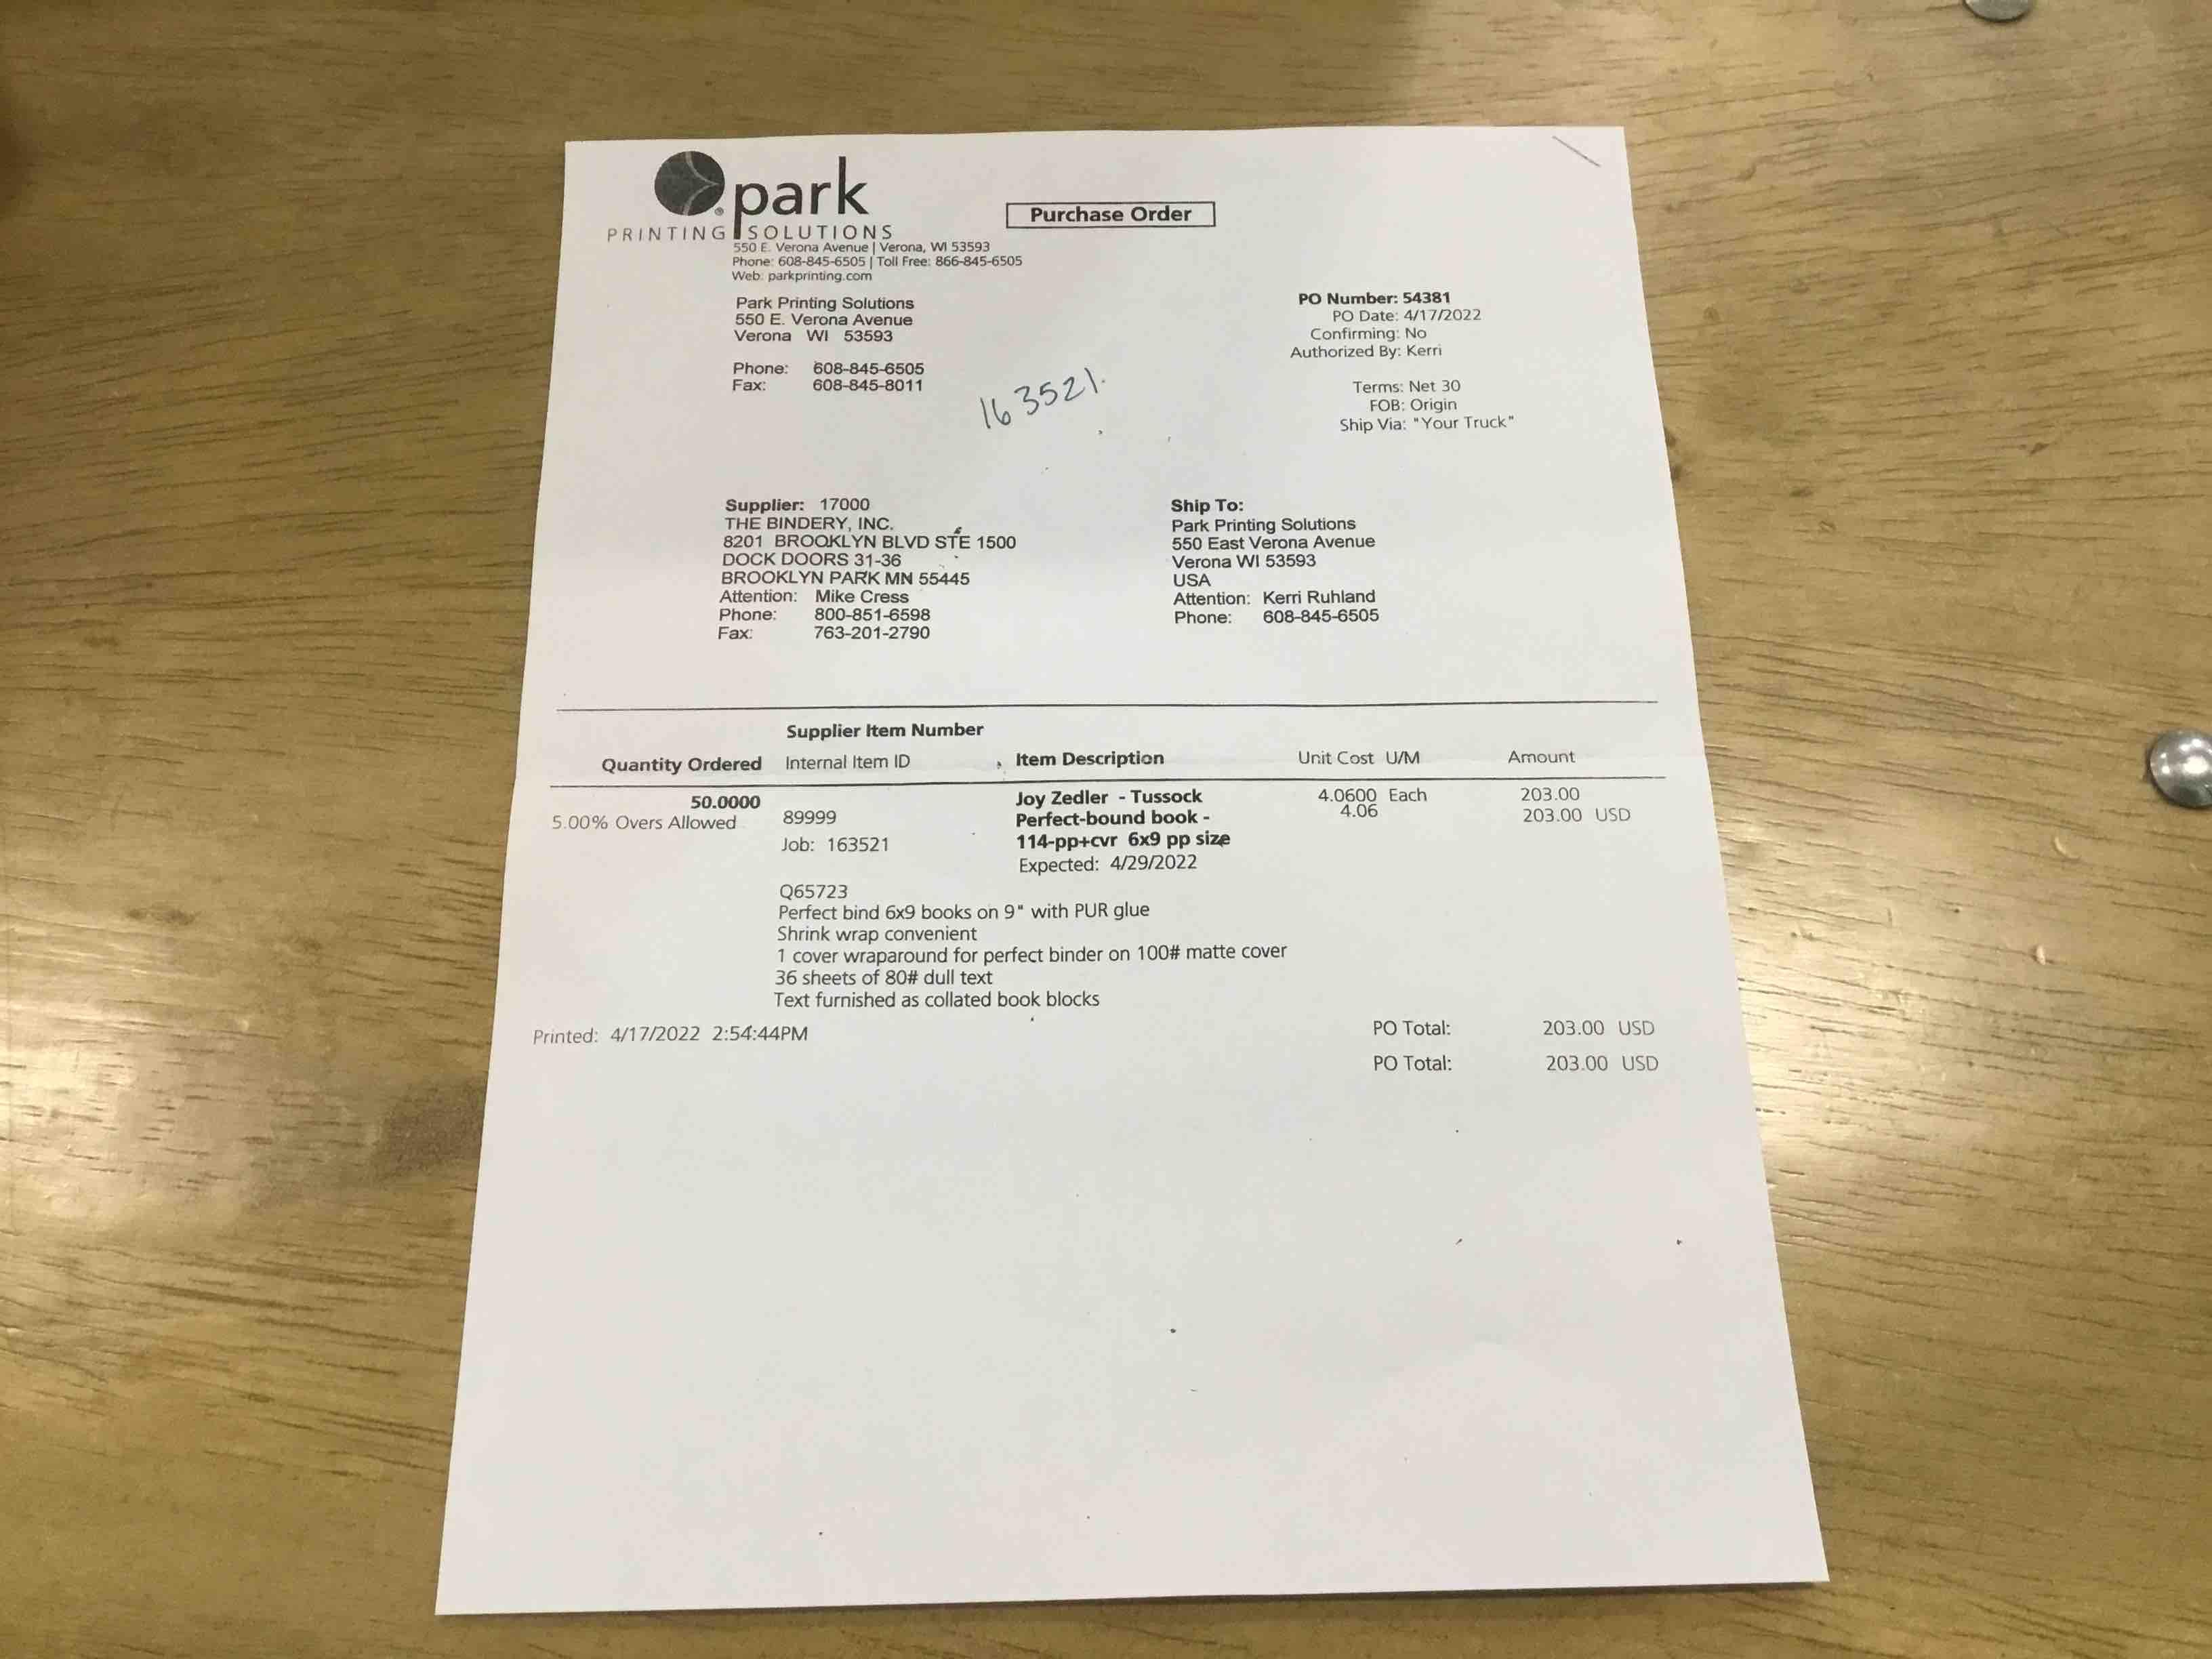 park
PRINTING SOLUTIONS
550 E. Verona Avenue | Verona, WI 53593
Phone: 608-845-6505 | Toll Free: 866-845-6505
Web: parkprinting.com
Purchase Order
Park Printing Solutions
550 E. Verona Avenue
Verona WI 53593
Phone: 608-845-6505
Fax: 608-845-8011
PO Number: 54381
PO Date: 4/17/2022
Confirming: No
Authorized By: Kerri
Terms: Net 30
FOB: Origin
Ship Via: "Your Truck"
163521
Supplier: 17000
THE BINDERY, INC.
8201 BROOKLYN BLVD STE 1500
DOCK DOORS 31-36
BROOKLYN PARK MN 55445
Attention: Mike Cress
Phone: 800-851-6598
Fax: 763-201-2790
Ship To:
Park Printing Solutions
550 East Verona Avenue
Verona WI 53593
USA
Attention: Kerri Ruhland
Phone: 608-845-6505
Supplier Item Number
Quantity Ordered Internal Item ID Item Description Unit Cost U/M Amount
50.0000 Joy Zedler - Tussock 4.0600 Each 203.00
5.00% Overs Allowed 89999 Perfect-bound book - 4.06 203.00 USD
Job: 163521 114-pp+cvr 6x9 pp size
Expected: 4/29/2022
Q65723
Perfect bind 6x9 books on 9" with PUR glue
Shrink wrap convenient
1 cover wraparound for perfect binder on 100# matte cover
36 sheets of 80# dull text
Text furnished as collated book blocks
Printed: 4/17/2022 2:54:44PM PO Total: 203.00 USD
PO Total: 203.00 USD